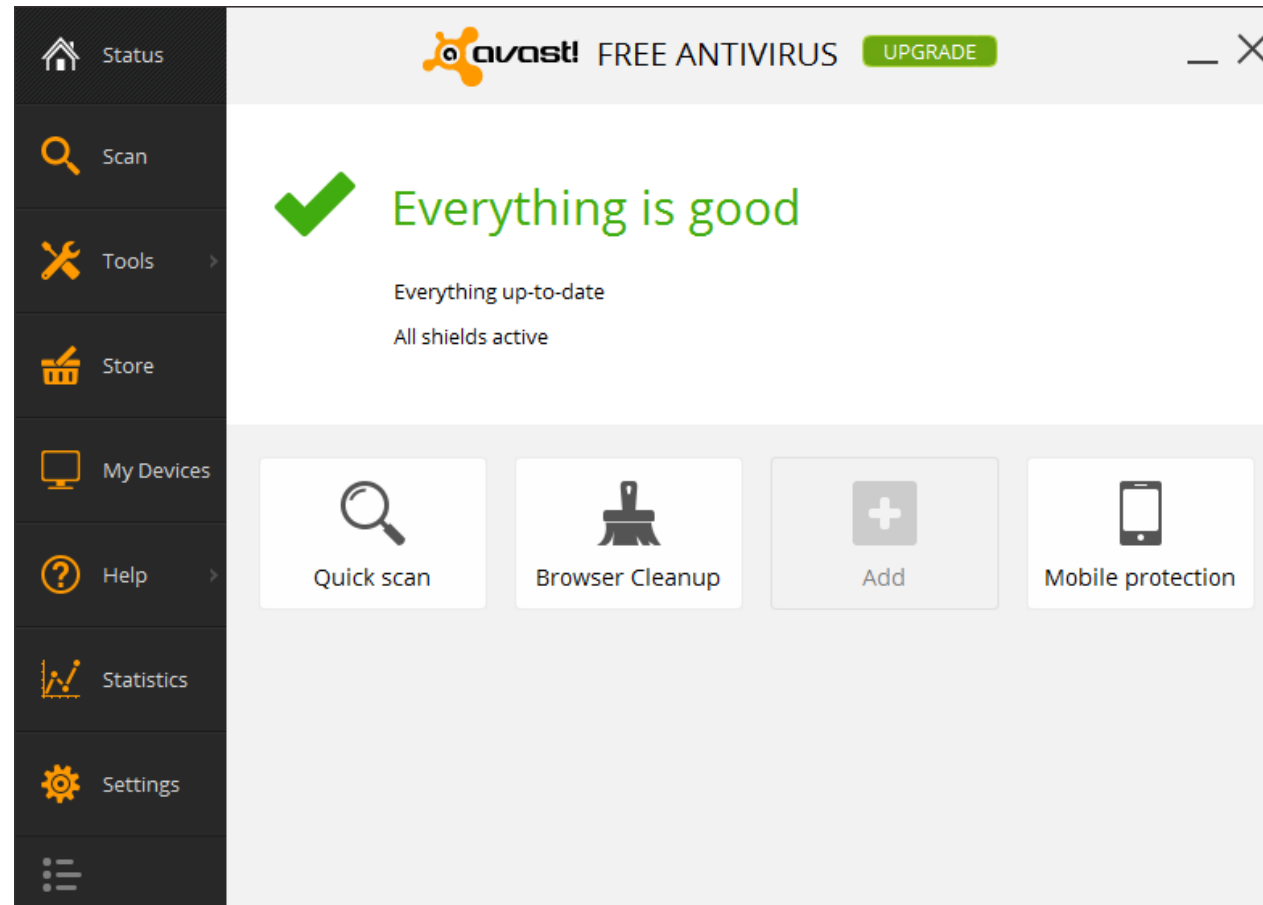 Status
avast! FREE ANTIVIRUS UPGRADE
Scan
Everything is good
Tools
Everything up-to-date
All shields active
Store
My Devices
Quick scan
Browser Cleanup
Add
Mobile protection
Help
Statistics
Settings